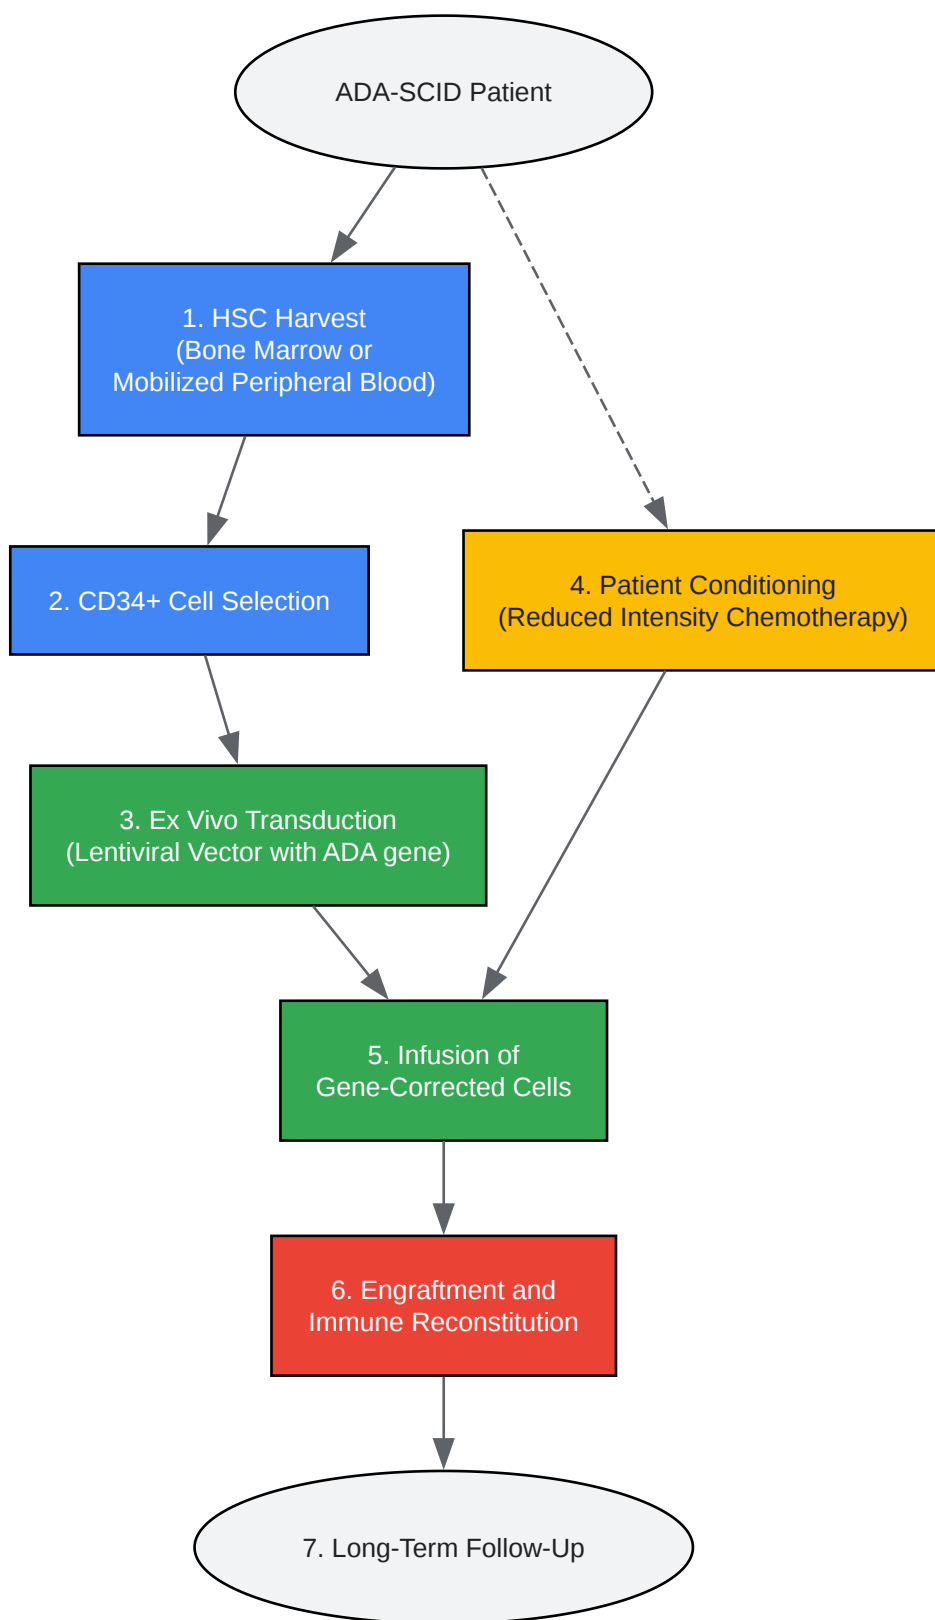 ADA-SCID Patient
1. HSC Harvest
(Bone Marrow or
Mobilized Peripheral Blood)
2. CD34+ Cell Selection
4. Patient Conditioning
(Reduced Intensity Chemotherapy)
3. Ex Vivo Transduction
(Lentiviral Vector with ADA gene)
5. Infusion of
Gene-Corrected Cells
6. Engraftment and
Immune Reconstitution
7. Long-Term Follow-Up